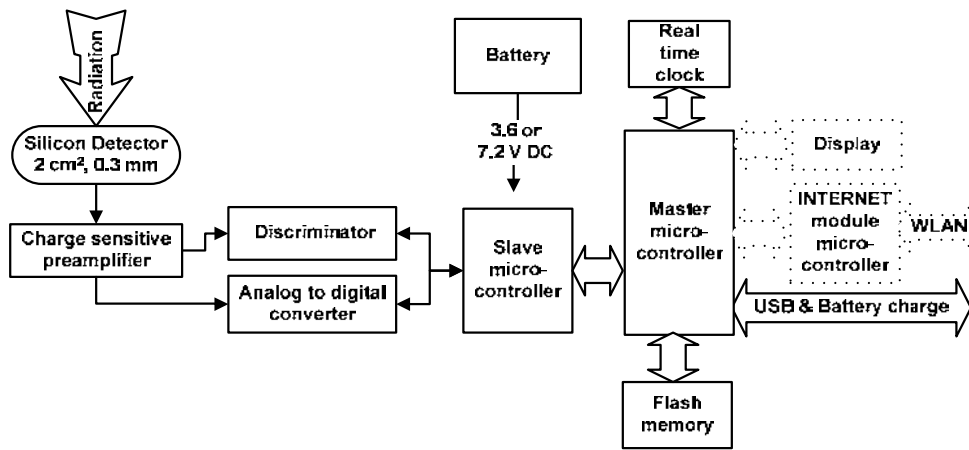 Radiation
Silicon Detector
2 cm², 0.3 mm
Charge sensitive
preamplifier
Discriminator
Analog to digital
converter
Battery
3.6 or
7.2 V DC
Slave
micro-
controller
Real
time
clock
Master
micro-
controller
Flash
memory
Display
INTERNET
module
micro-
controller
WLAN
USB & Battery charge